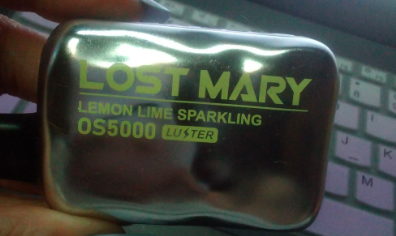 LOST MARY
LEMON LIME SPARKLING
OS5000 LUSTER
K
M